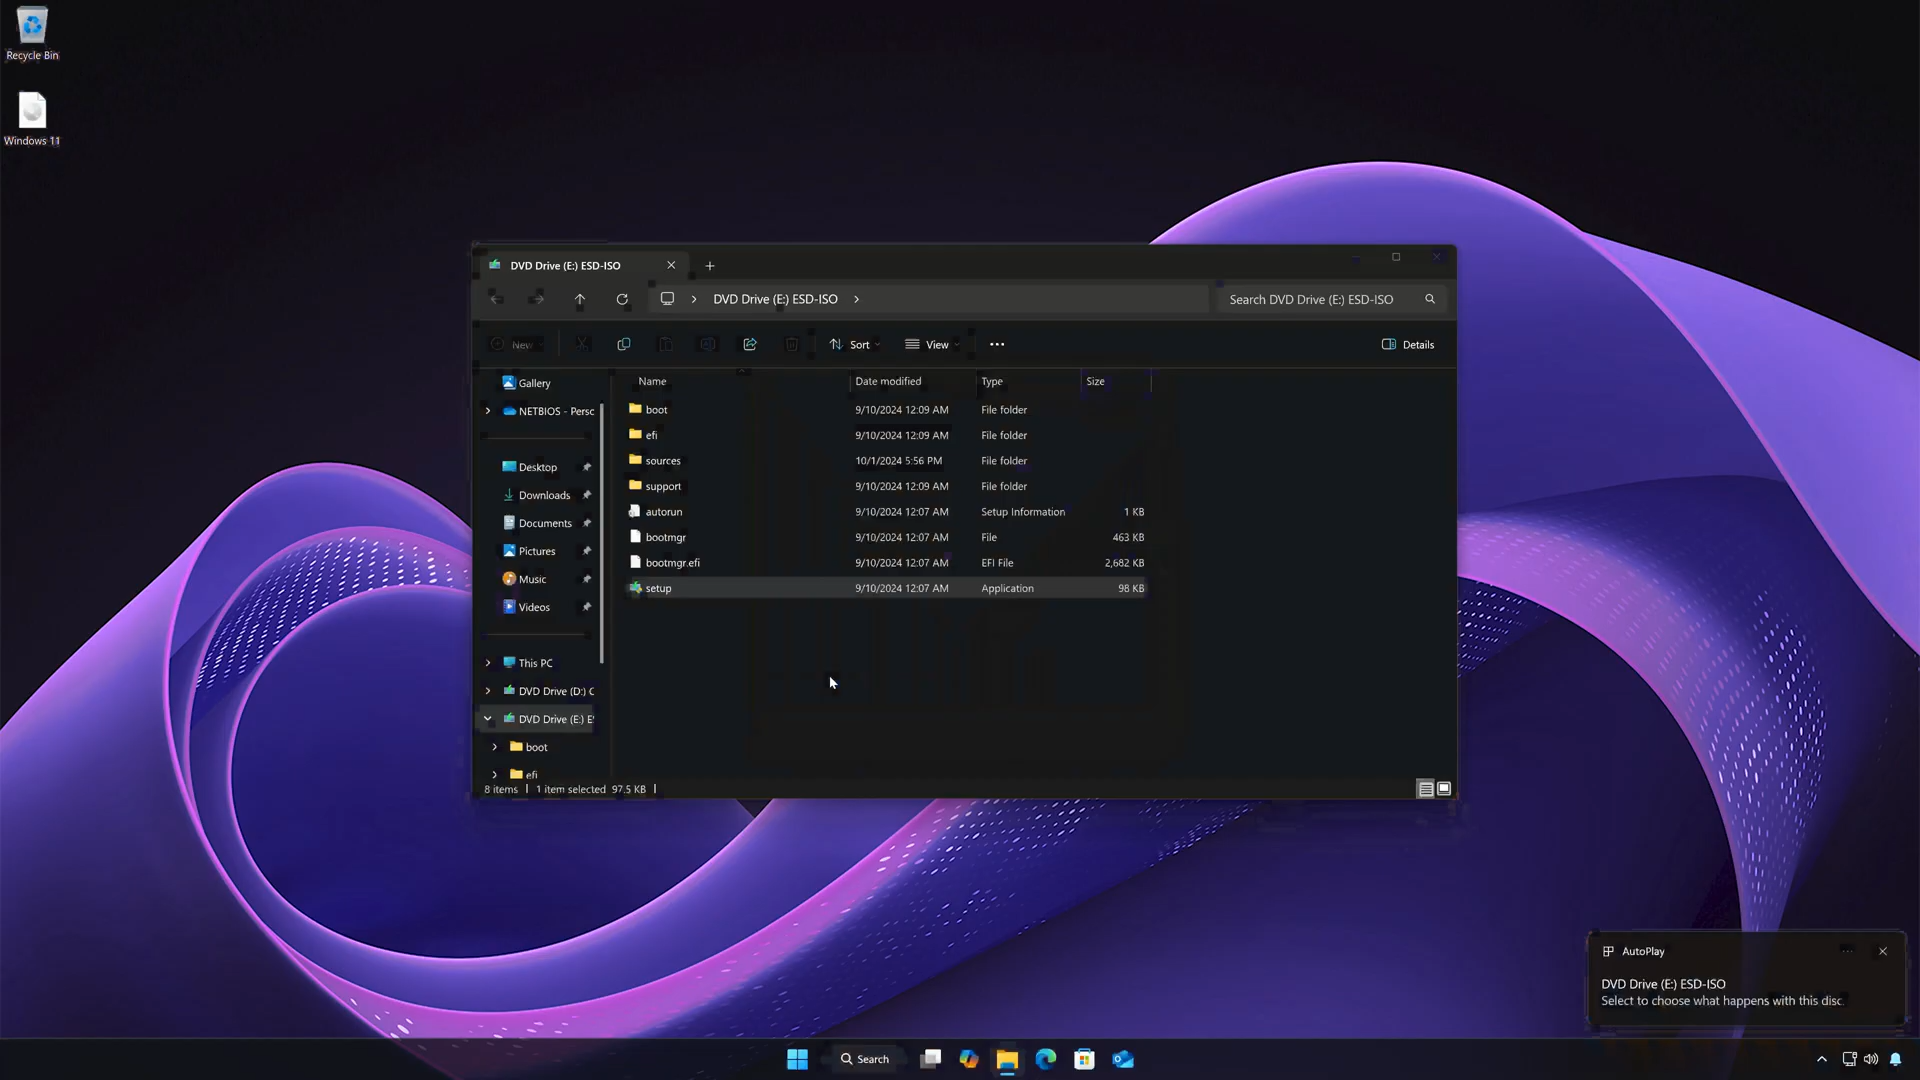 Recycle Bin
Windows 11
DVD Drive (E:) ESD-ISO
DVD Drive (E:) ESD-ISO
Search DVD Drive (E:) ESD-ISO
New
Sort
View
Details
Gallery
NETBIOS - Persc
Desktop
Downloads
Documents
Pictures
Music
Videos
This PC
DVD Drive (D:) C
DVD Drive (E:) E
boot
efi
Name Date modified Type Size
boot 9/10/2024 12:09 AM File folder
efi 9/10/2024 12:09 AM File folder
sources 10/1/2024 5:56 PM File folder
support 9/10/2024 12:09 AM File folder
autorun 9/10/2024 12:07 AM Setup Information 1 KB
bootmgr 9/10/2024 12:07 AM File 463 KB
bootmgr.efi 9/10/2024 12:07 AM EFI File 2,682 KB
setup 9/10/2024 12:07 AM Application 98 KB
8 items 1 item selected 97.5 KB
AutoPlay
DVD Drive (E:) ESD-ISO
Select to choose what happens with this disc.
Search